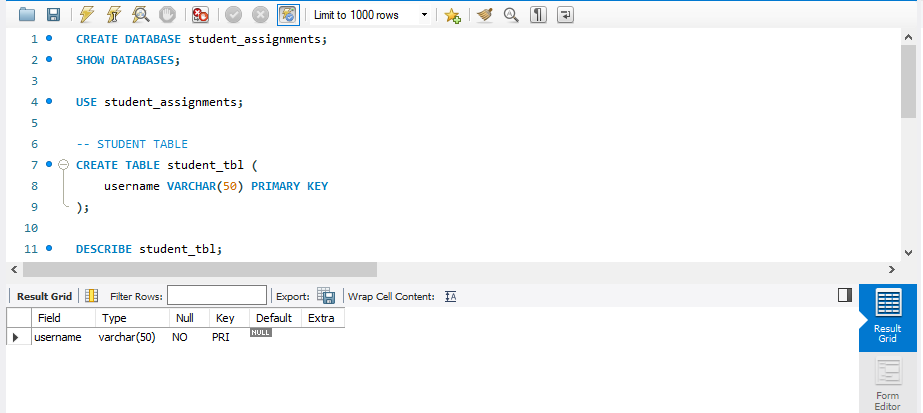 Limit to 1000 rows
1 CREATE DATABASE student_assignments;
2 SHOW DATABASES;
3
4 USE student_assignments;
5
6 -- STUDENT TABLE
7 CREATE TABLE student_tbl (
8 username VARCHAR(50) PRIMARY KEY
9 );
10
11 DESCRIBE student_tbl;
Result Grid Filter Rows: Export: Wrap Cell Content:
Field Type Null Key Default Extra
username varchar(50) NO PRI NULL
Result
Grid
Form
Editor